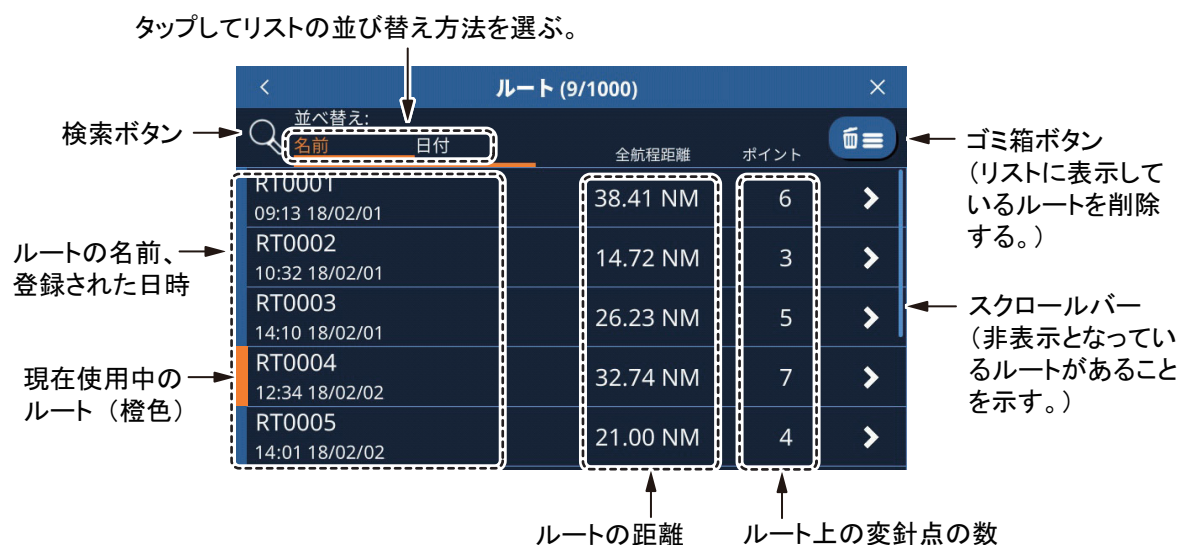 タップしてリストの並び替え方法を選ぶ。
ルート (9/1000)
検索ボタン
並べ替え:
名前 日付
全航程距離 ポイント
ゴミ箱ボタン
（リストに表示して
いるルートを削除
する。）
RT0001
09:13 18/02/01
38.41 NM 6
ルートの名前、
登録された日時
RT0002
10:32 18/02/01
14.72 NM 3
RT0003
14:10 18/02/01
26.23 NM 5
スクロールバー
（非表示となってい
るルートがあること
を示す。）
現在使用中の
ルート（橙色）
RT0004
12:34 18/02/02
32.74 NM 7
RT0005
14:01 18/02/02
21.00 NM 4
ルートの距離
ルート上の変針点の数